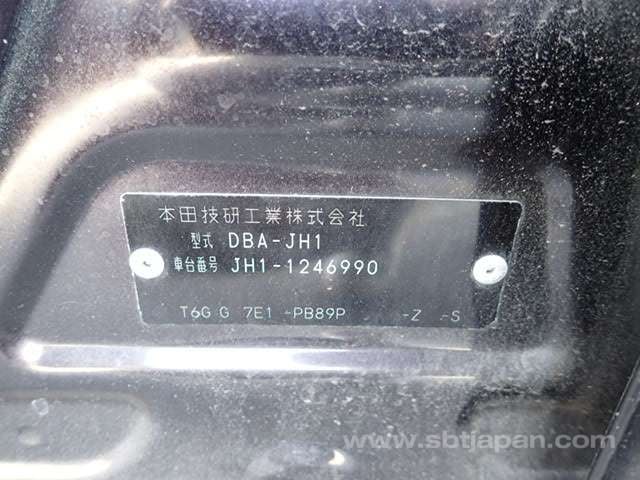 本田技研工業株式会社
型式 DBA-JH1
車台番号 JH1-1246990
T6G G 7E1 -PB89P -Z -S
www.sbtjapan.com